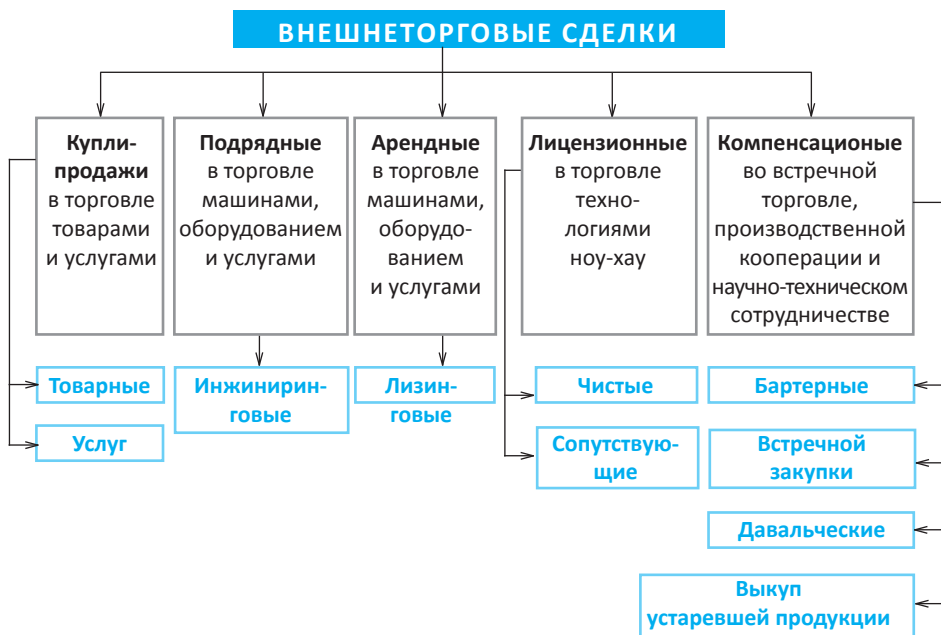 ВНЕШНЕТОРГОВЫЕ СДЕЛКИ
Купли-
продажи
в торговле
товарами
и услугами
Подрядные
в торговле
машинами,
оборудованием
и услугами
Арендные
в торговле
машинами,
оборудо-
ванием
и услугами
Лицензионные
в торговле
техно-
логиями
ноу-хау
Компенсационые
во встречной
торговле,
производственной
кооперации и
научно-техническом
сотрудничестве
Товарные
Услуг
Инжинирин-
говые
Лизин-
говые
Чистые
Сопутствую-
щие
Бартерные
Встречной
закупки
Давальческие
Выкуп
устаревшей продукции